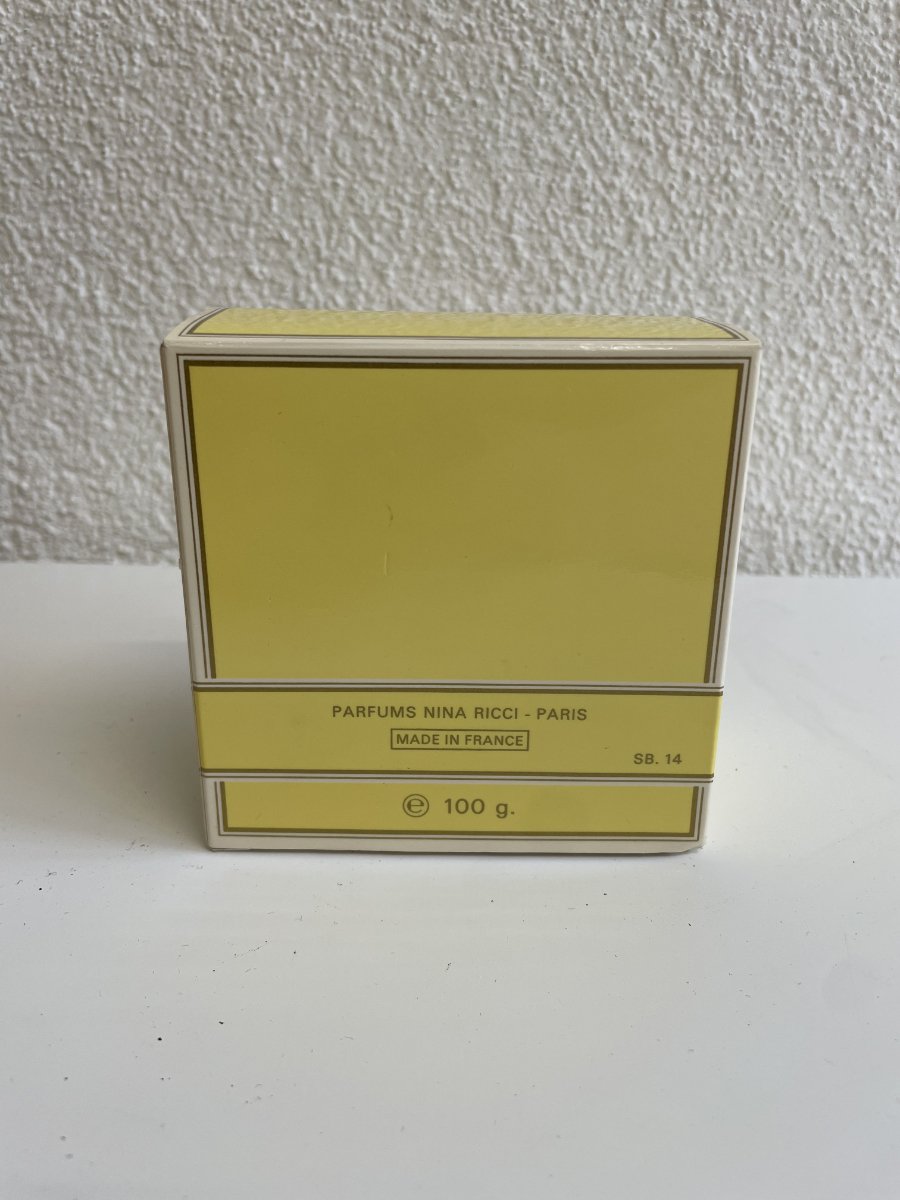 PARFUMS NINA RICCI - PARIS
MADE IN FRANCE
SB. 14
℮ 100 g.